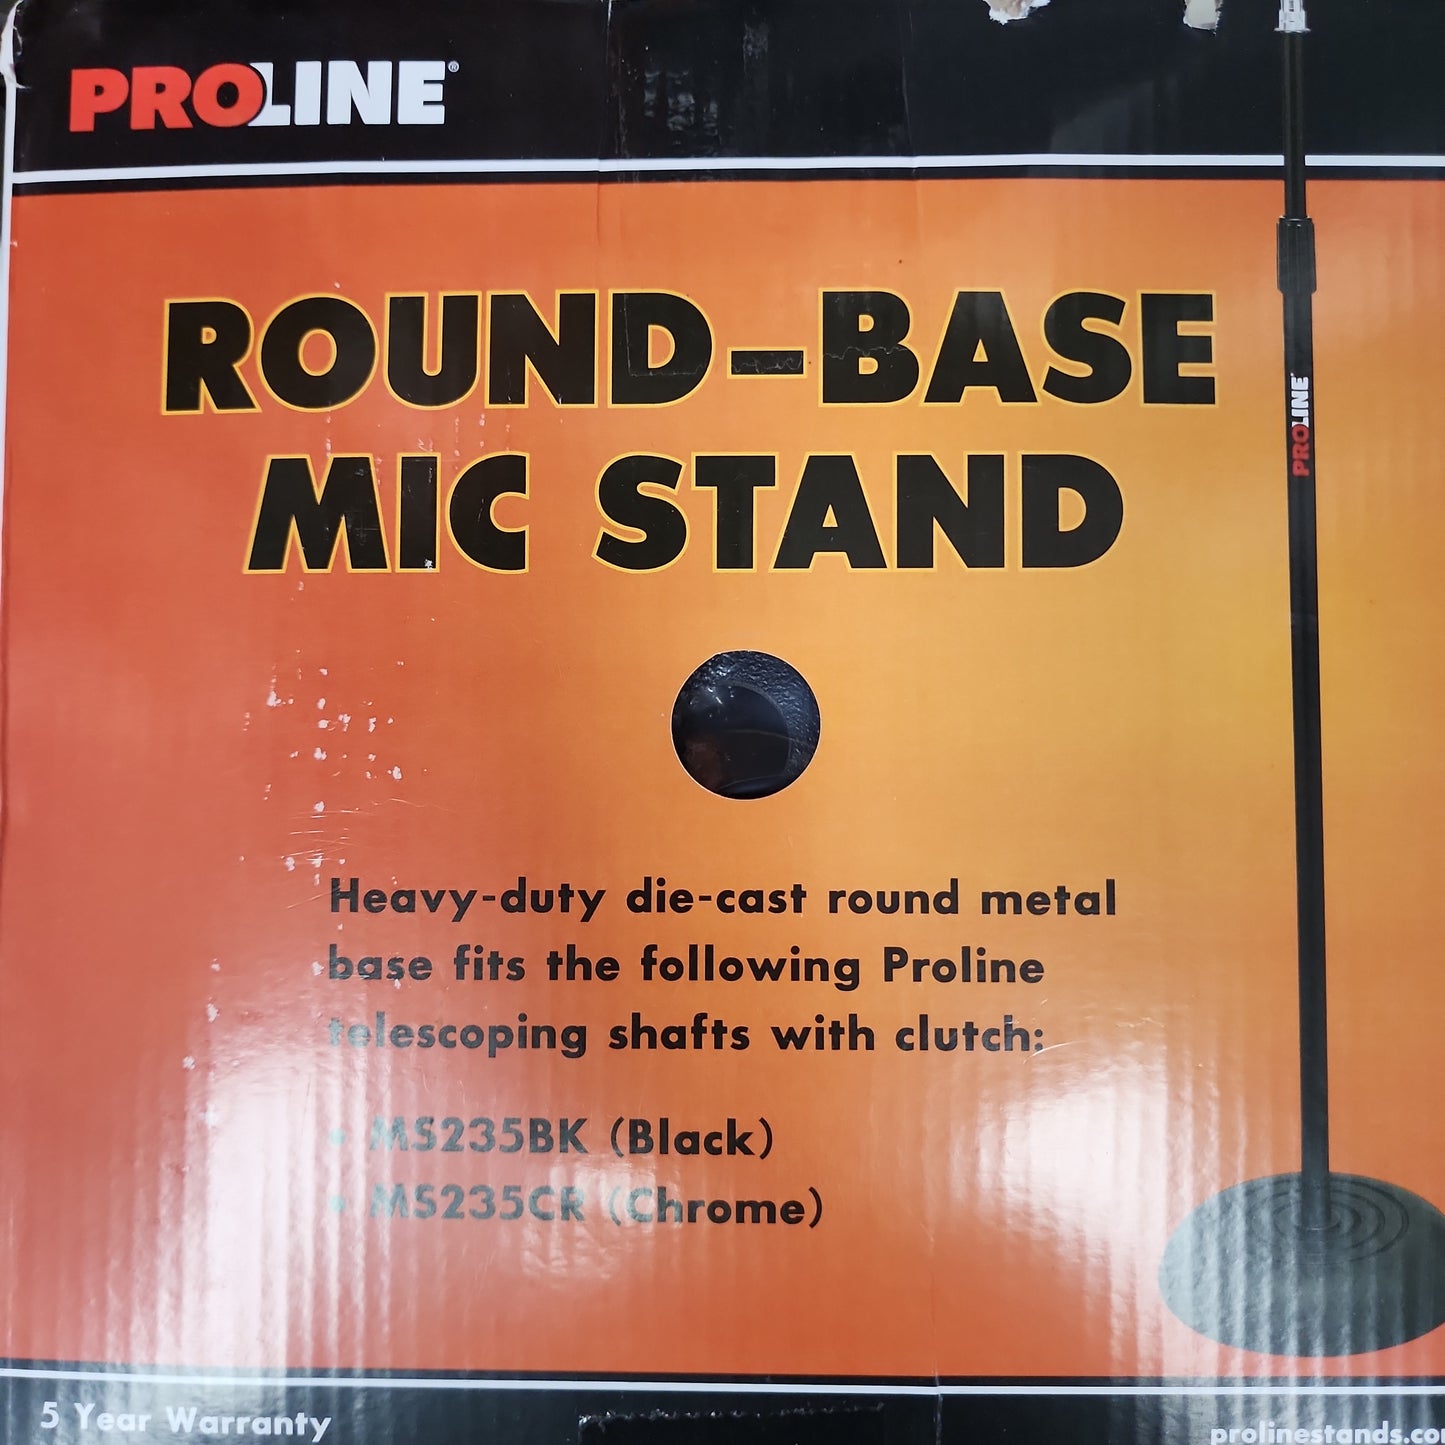 PROLINE®
ROUND-BASE
MIC STAND
PROLINE
Heavy-duty die-cast round metal
base fits the following Proline
telescoping shafts with clutch:
• MS235BK (Black)
• MS235CR (Chrome)
5 Year Warranty
prolinestands.co